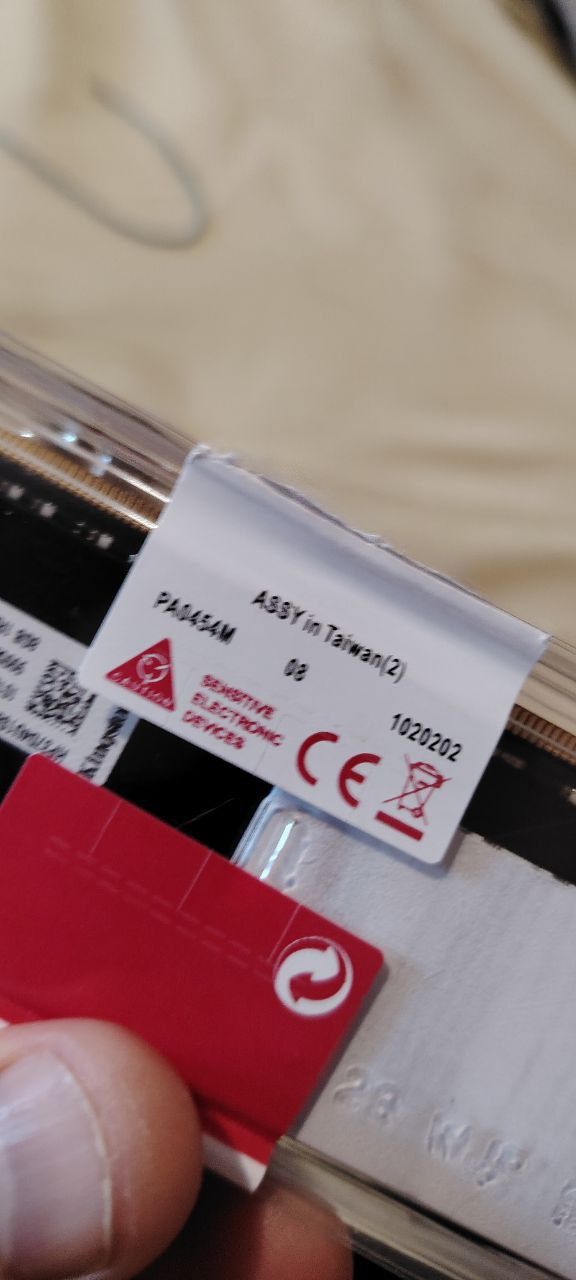 ASSY in Taiwan(2)
PA0454M
08
1020202
CAUTION
SENSITIVE
ELECTRONIC
DEVICES
CE